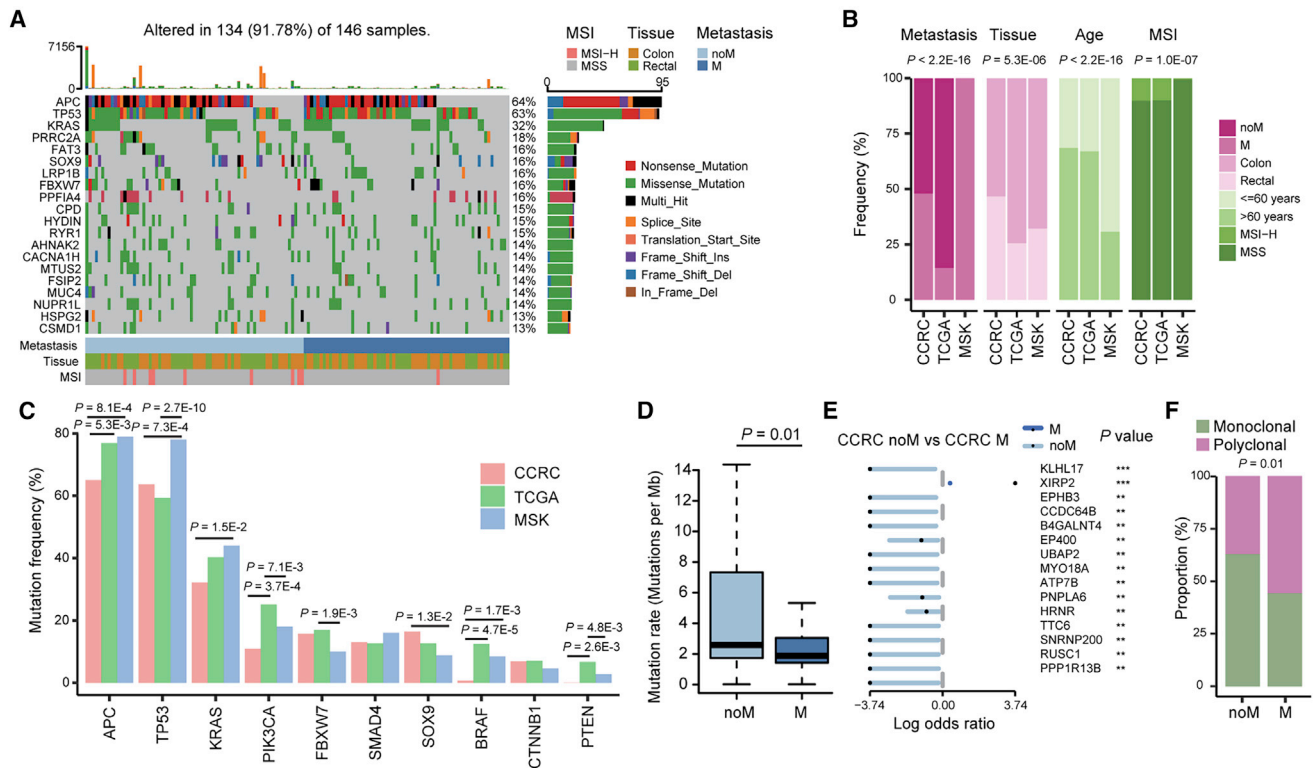 A
Altered in 134 (91.78%) of 146 samples.
7156
0
MSI
MSI-H
MSS
Tissue
Colon
Rectal
Metastasis
noM
M
0
95
APC 64%
TP53 63%
KRAS 32%
PRRC2A 18%
FAT3 16%
SOX9 16%
LRP1B 16%
FBXW7 16%
PPFIA4 16%
CPD 15%
HYDIN 15%
RYR1 15%
AHNAK2 14%
CACNA1H 14%
MTUS2 14%
FSIP2 14%
MUC4 14%
NUPR1L 14%
HSPG2 13%
CSMD1 13%
Metastasis
Tissue
MSI
Nonsense_Mutation
Missense_Mutation
Multi_Hit
Splice_Site
Translation_Start_Site
Frame_Shift_Ins
Frame_Shift_Del
In_Frame_Del
B
Metastasis Tissue Age MSI
P < 2.2E-16 P = 5.3E-06 P < 2.2E-16 P = 1.0E-07
Frequency (%)
100
75
50
25
0
CCRC TCGA MSK CCRC TCGA MSK CCRC TCGA MSK CCRC TCGA MSK
noM
M
Colon
Rectal
<=60 years
>60 years
MSI-H
MSS
C
Mutation frequency (%)
80
60
40
20
0
P = 8.1E-4
P = 5.3E-3
P = 2.7E-10
P = 7.3E-4
P = 1.5E-2
P = 7.1E-3
P = 3.7E-4
P = 1.9E-3
P = 1.3E-2
P = 1.7E-3
P = 4.7E-5
P = 4.8E-3
P = 2.6E-3
CCRC
TCGA
MSK
APC TP53 KRAS PIK3CA FBXW7 SMAD4 SOX9 BRAF CTNNB1 PTEN
D
P = 0.01
Mutation rate (Mutations per Mb)
14
12
10
8
6
4
2
0
noM M
E
CCRC noM vs CCRC M
M
noM
P value
KLHL17 ***
XIRP2 ***
EPHB3 **
CCDC64B **
B4GALNT4 **
EP400 **
UBAP2 **
MYO18A **
ATP7B **
PNPLA6 **
HRNR **
TTC6 **
SNRNP200 **
RUSC1 **
PPP1R13B **
−3.74 0.00 3.74
Log odds ratio
F
Monoclonal
Polyclonal
P = 0.01
Proportion (%)
100
75
50
25
0
noM M